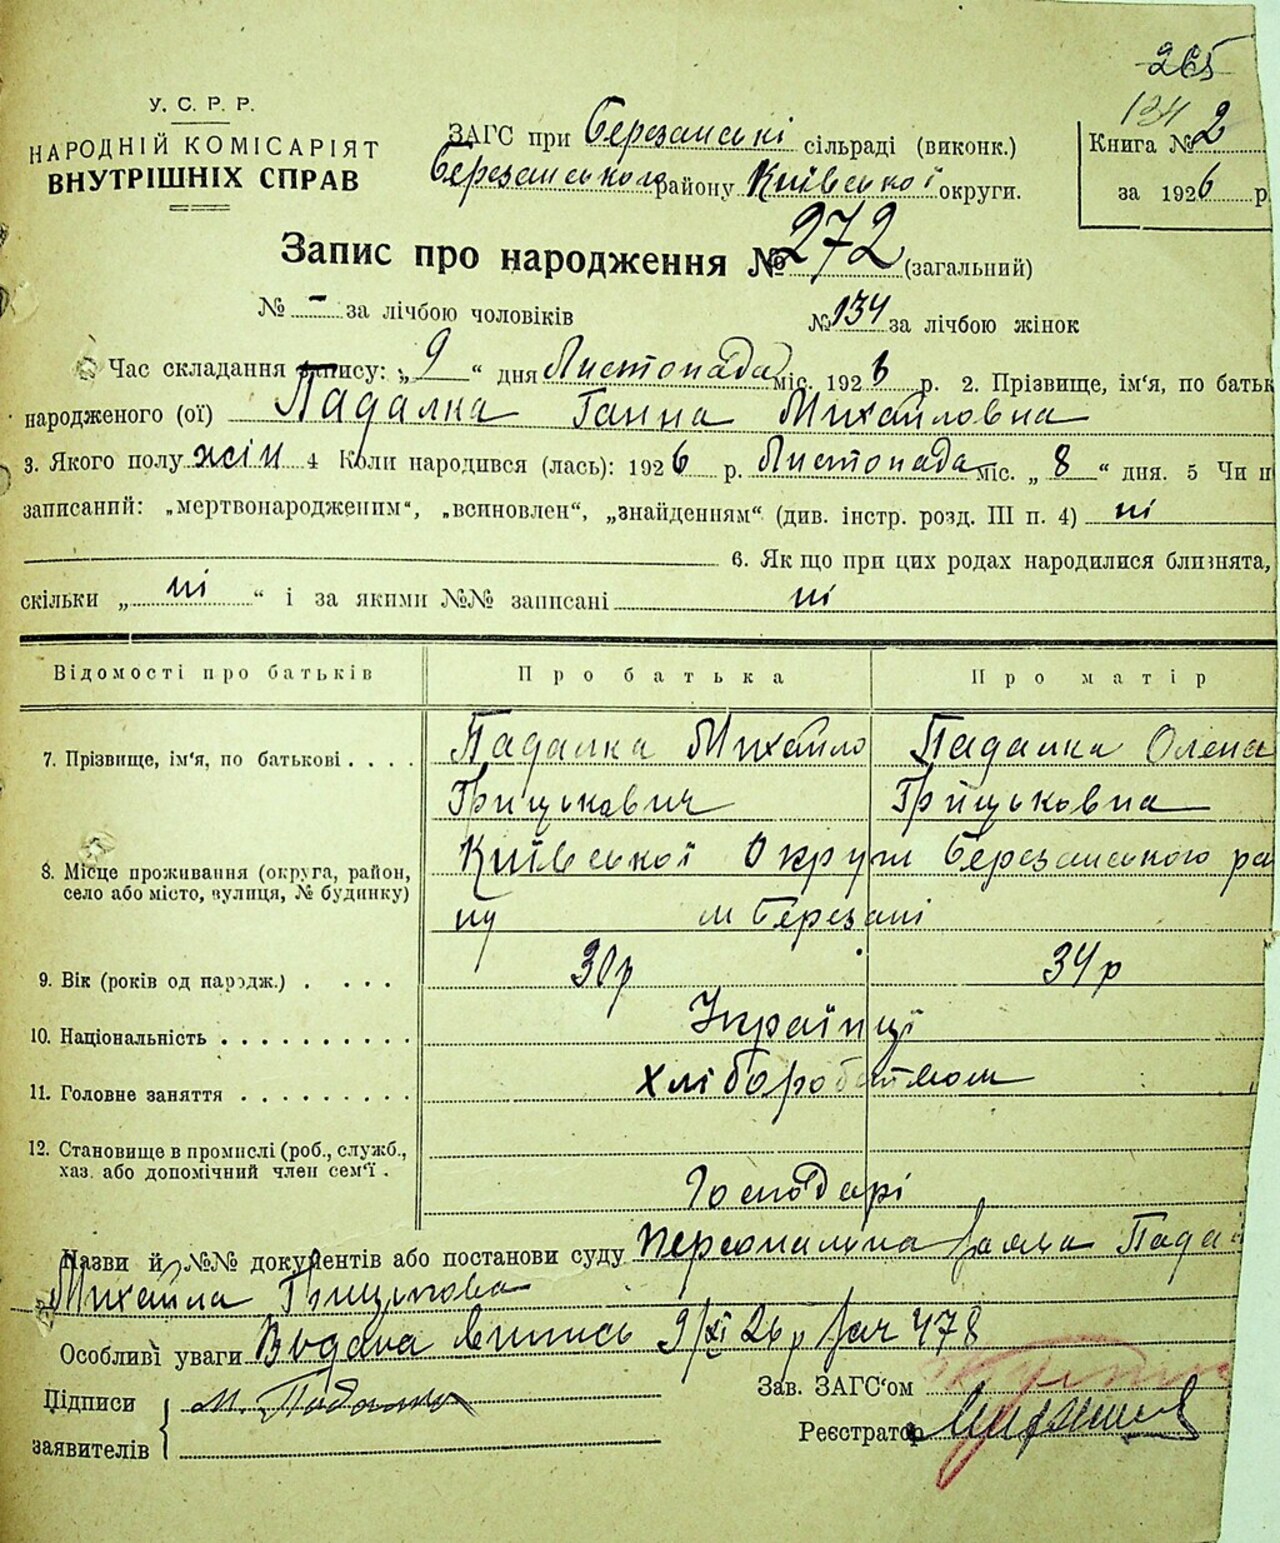 265
134
У. С. Р. Р.
НАРОДНІЙ КОМІСАРІЯТ
ВНУТРІШНІХ СПРАВ
ЗАГС при Березанські сільраді (виконк.)
Березанського району Київської округи.
Книга № 2
за 1926 р
Запис про народження № 272 (загальний)
№ – за лічбою чоловіків № 134 за лічбою жінок
Час складання запису: „ 9 “ дня Листопада міс. 1926 р. 2. Прізвище, ім'я, по батьк
народженого (ої) Падалка Ганна Михайловна
3. Якого полу жін 4 Коли народився (лась): 1926 р. Листопада міс. „ 8 “ дня. 5 Чи н
записаний: „мертвонародженим“, „всиновлен“, „знайденням“ (див. інстр. розд. III п. 4) ні
6. Як що при цих родах народилися близнята,
скільки „ ні “ і за якими №№ записані ні
Відомості про батьків Про батька Про матір
7. Прізвище, ім'я, по батькові . . . . Падалка Михайло Падалка Олена
Грицькович Грицьковна
8. Місце проживання (округа, район, село або місто, вулиця, № будинку) Київської Округи Березанського ра
ну м Березані
9. Вік (років од народж.) . . . . 30р 34р
10. Національність . . . . . . . . . . Українці
11. Головне заняття . . . . . . . . . хліборобством
12. Становище в промислі (роб., служб.,
хаз. або допомічний член сем'ї . Господарі
Назви й №№ документів або постанови суду Персональна заява Пада
Михайла Грицькова
Особливі уваги Видана випись 9/XI 26 р за № 478
Підписи М. Падалка
заявителів
Зав. ЗАГС'ом
Реєстратор